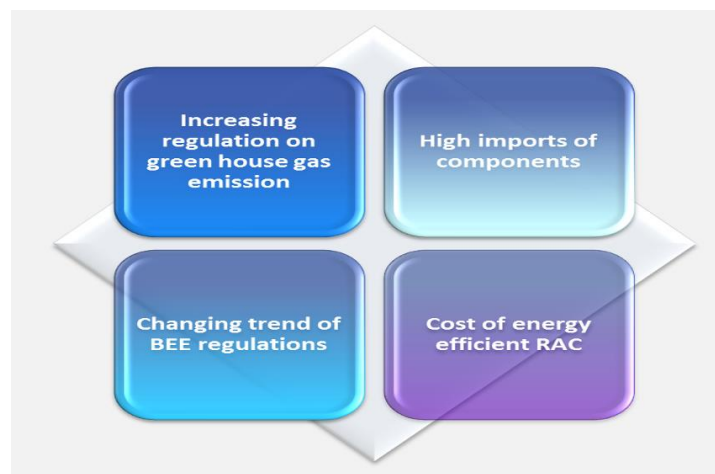 Increasing
regulation on
green house gas
emission
High imports of
components
Changing trend of
BEE regulations
Cost of energy
efficient RAC